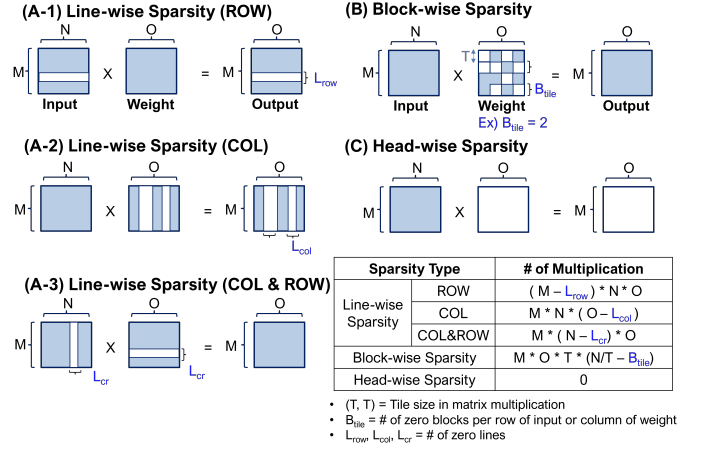 (A-1) Line-wise Sparsity (ROW)
N
O
O
M
X
=
M
L_row
Input
Weight
Output
(B) Block-wise Sparsity
N
O
O
T
M
X
=
M
B_tile
Input
Weight
Output
Ex) B_tile = 2
(A-2) Line-wise Sparsity (COL)
N
O
O
M
X
=
M
L_col
(C) Head-wise Sparsity
N
O
O
M
X
=
M
(A-3) Line-wise Sparsity (COL & ROW)
N
O
O
M
X
=
M
L_cr
L_cr
Sparsity Type
# of Multiplication
Line-wise
Sparsity
ROW
( M – L_row ) * N * O
COL
M * N * ( O – L_col )
COL&ROW
M * ( N – L_cr ) * O
Block-wise Sparsity
M * O * T * (N/T – B_tile)
Head-wise Sparsity
0
• (T, T) = Tile size in matrix multiplication
• B_tile = # of zero blocks per row of input or column of weight
• L_row, L_col, L_cr = # of zero lines